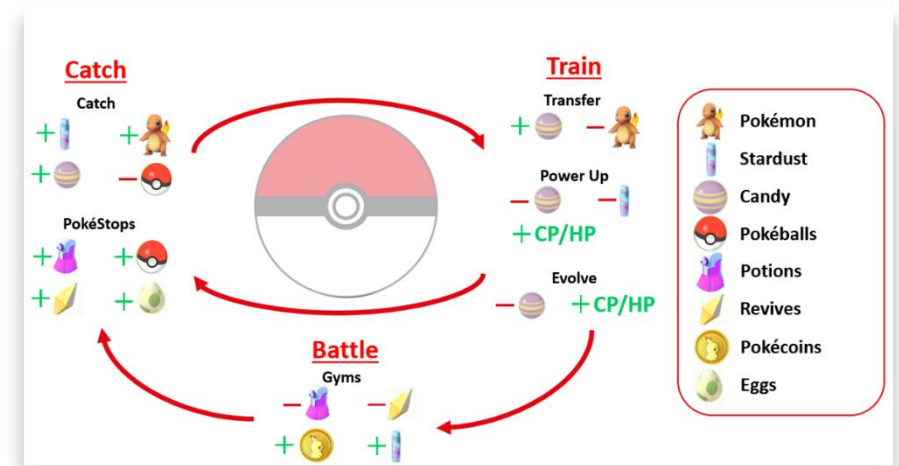 Catch
Catch
+ +
+ −
PokéStops
+ +
+ +
Train
Transfer
+ −
Power Up
− −
+ CP/HP
Evolve
− + CP/HP
Battle
Gyms
− −
+ +
Pokémon
Stardust
Candy
Pokéballs
Potions
Revives
Pokécoins
Eggs